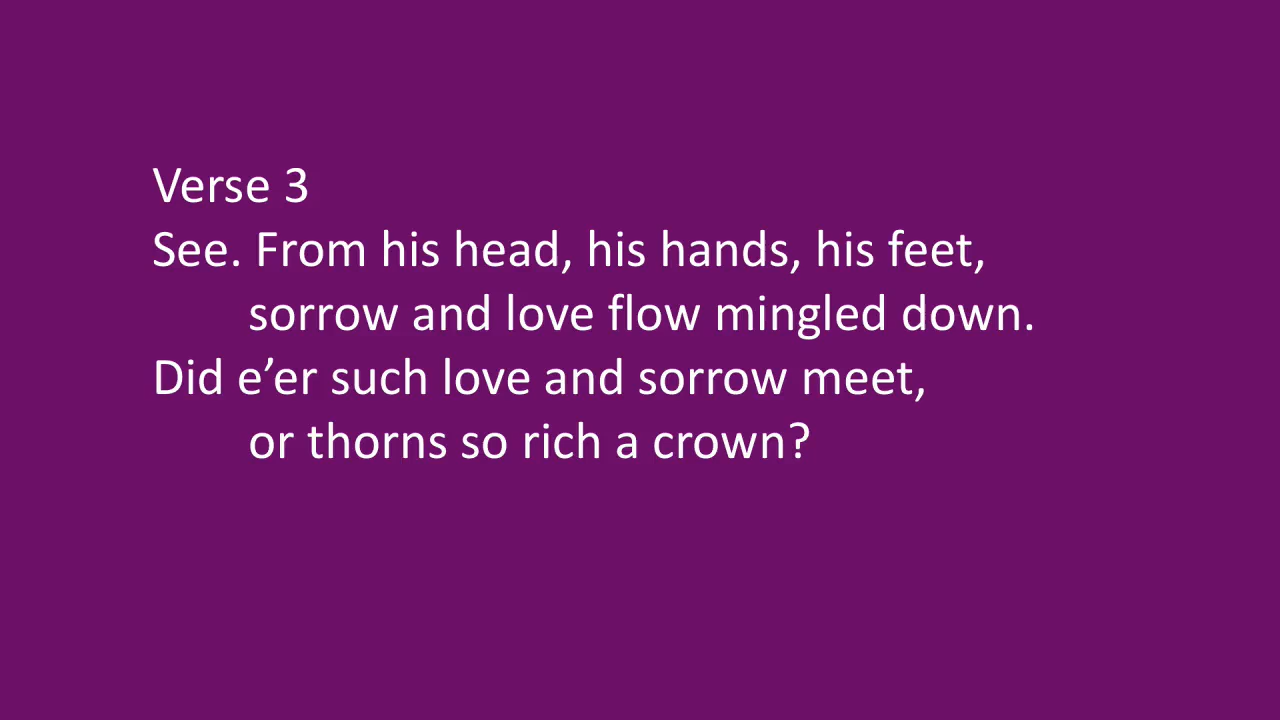 Verse 3
See. From his head, his hands, his feet,
sorrow and love flow mingled down.
Did e’er such love and sorrow meet,
or thorns so rich a crown?